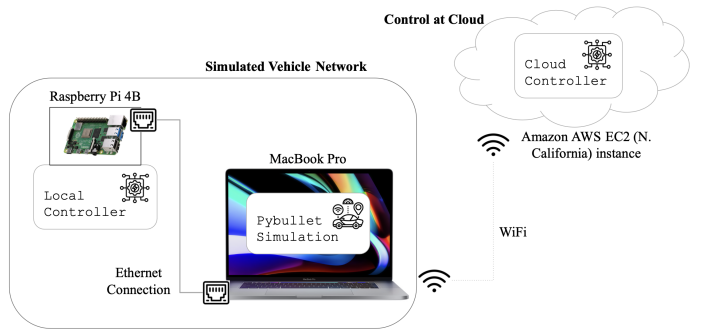 Control at Cloud
Cloud
Controller
Simulated Vehicle Network
Raspberry Pi 4B
Amazon AWS EC2 (N.
California) instance
MacBook Pro
Local
Controller
Pybullet
Simulation
WiFi
Ethernet
Connection